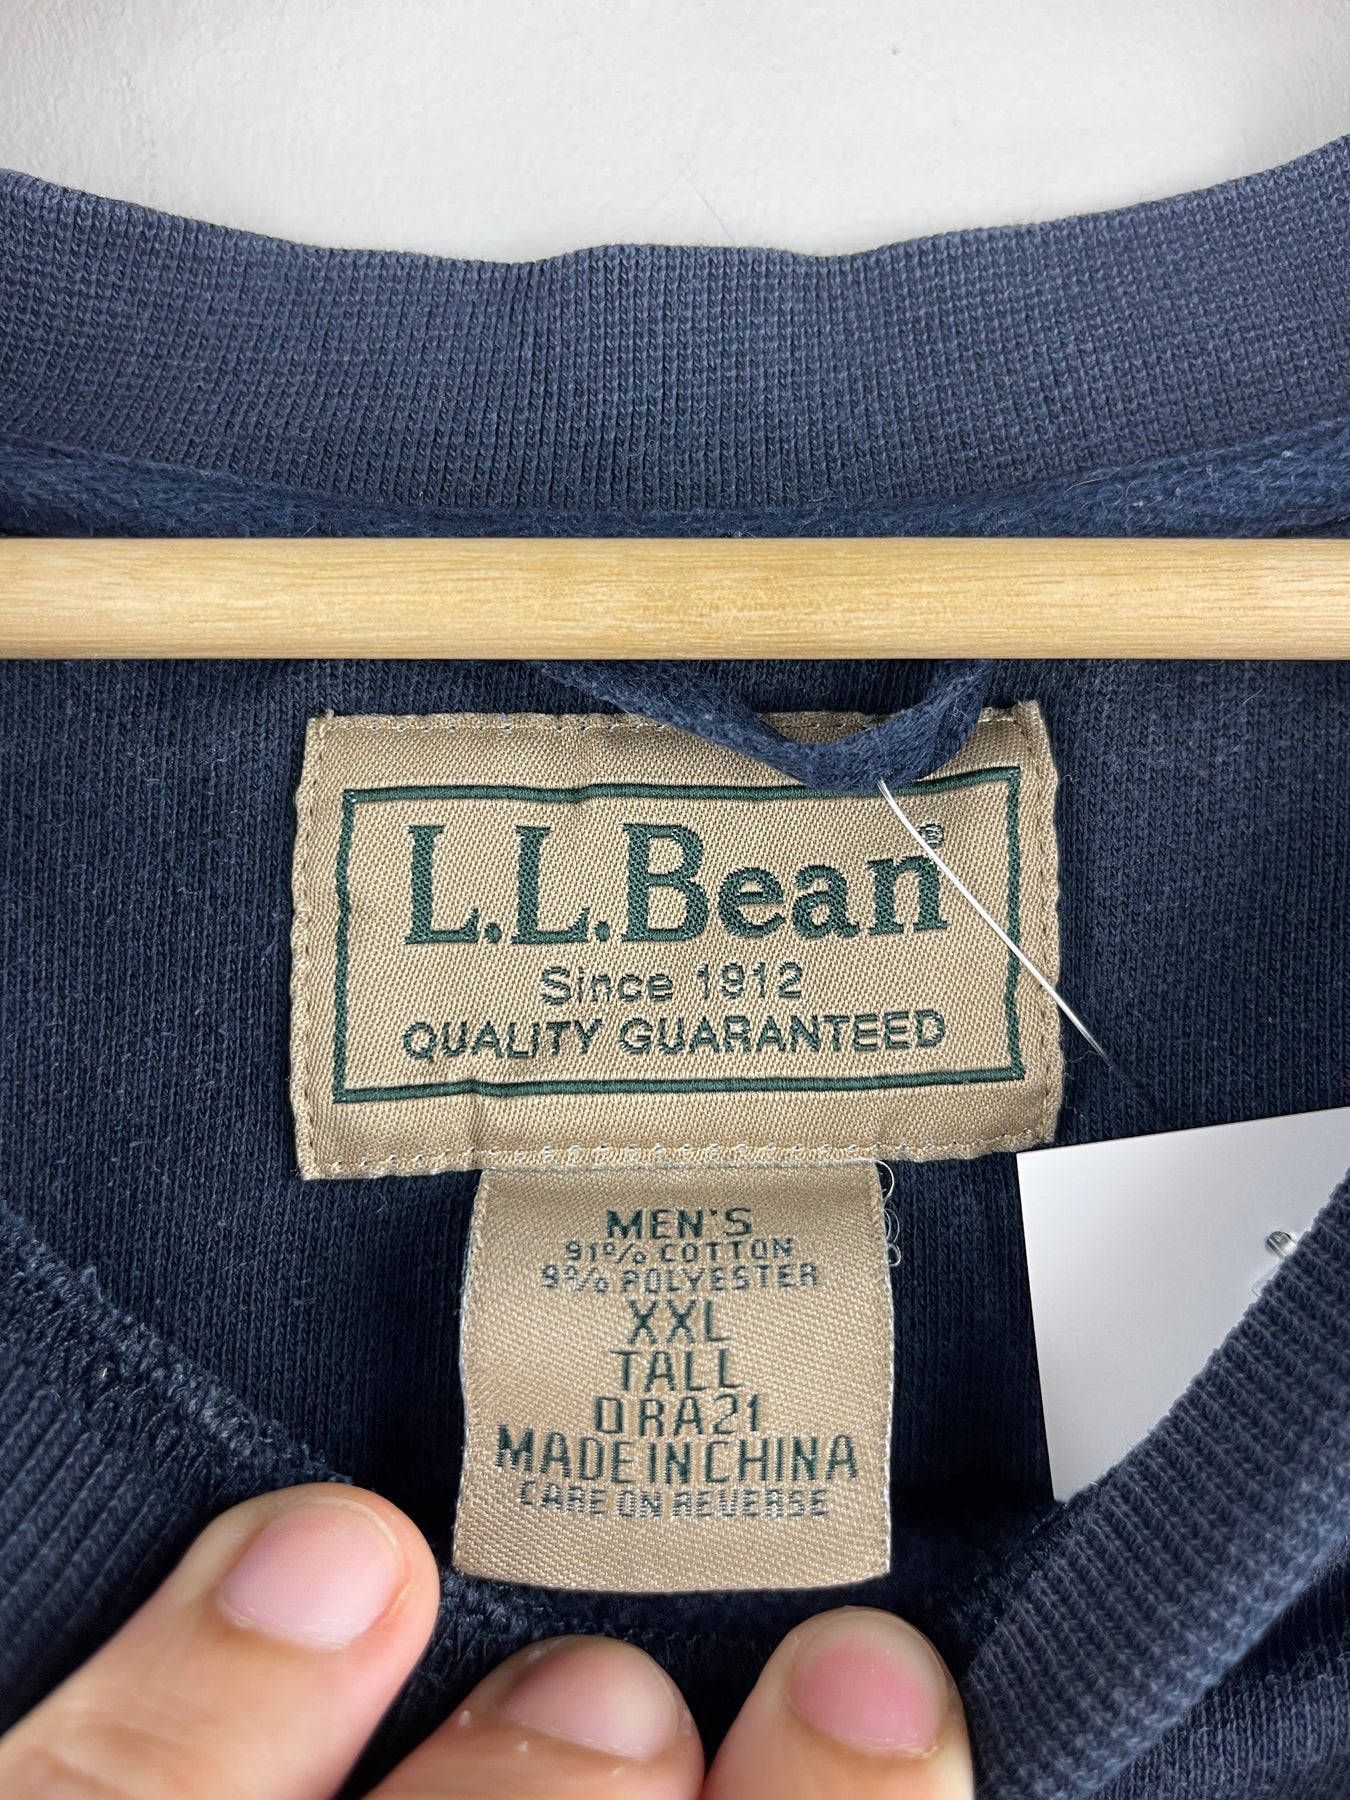 L.L.Bean®
Since 1912
QUALITY GUARANTEED
MEN'S
91% COTTON
9% POLYESTER
XXL
TALL
0RA21
MADE IN CHINA
CARE ON REVERSE